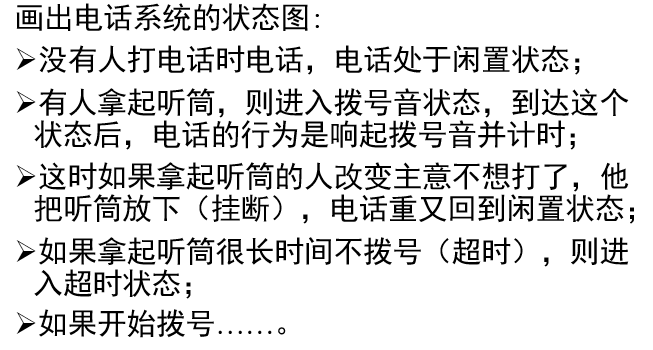 画出电话系统的状态图：
➢没有人打电话时电话，电话处于闲置状态；
➢有人拿起听筒，则进入拨号音状态，到达这个
状态后，电话的行为是响起拨号音并计时；
➢这时如果拿起听筒的人改变主意不想打了，他
把听筒放下（挂断），电话重又回到闲置状态；
➢如果拿起听筒很长时间不拨号（超时），则进
入超时状态；
➢如果开始拨号……。